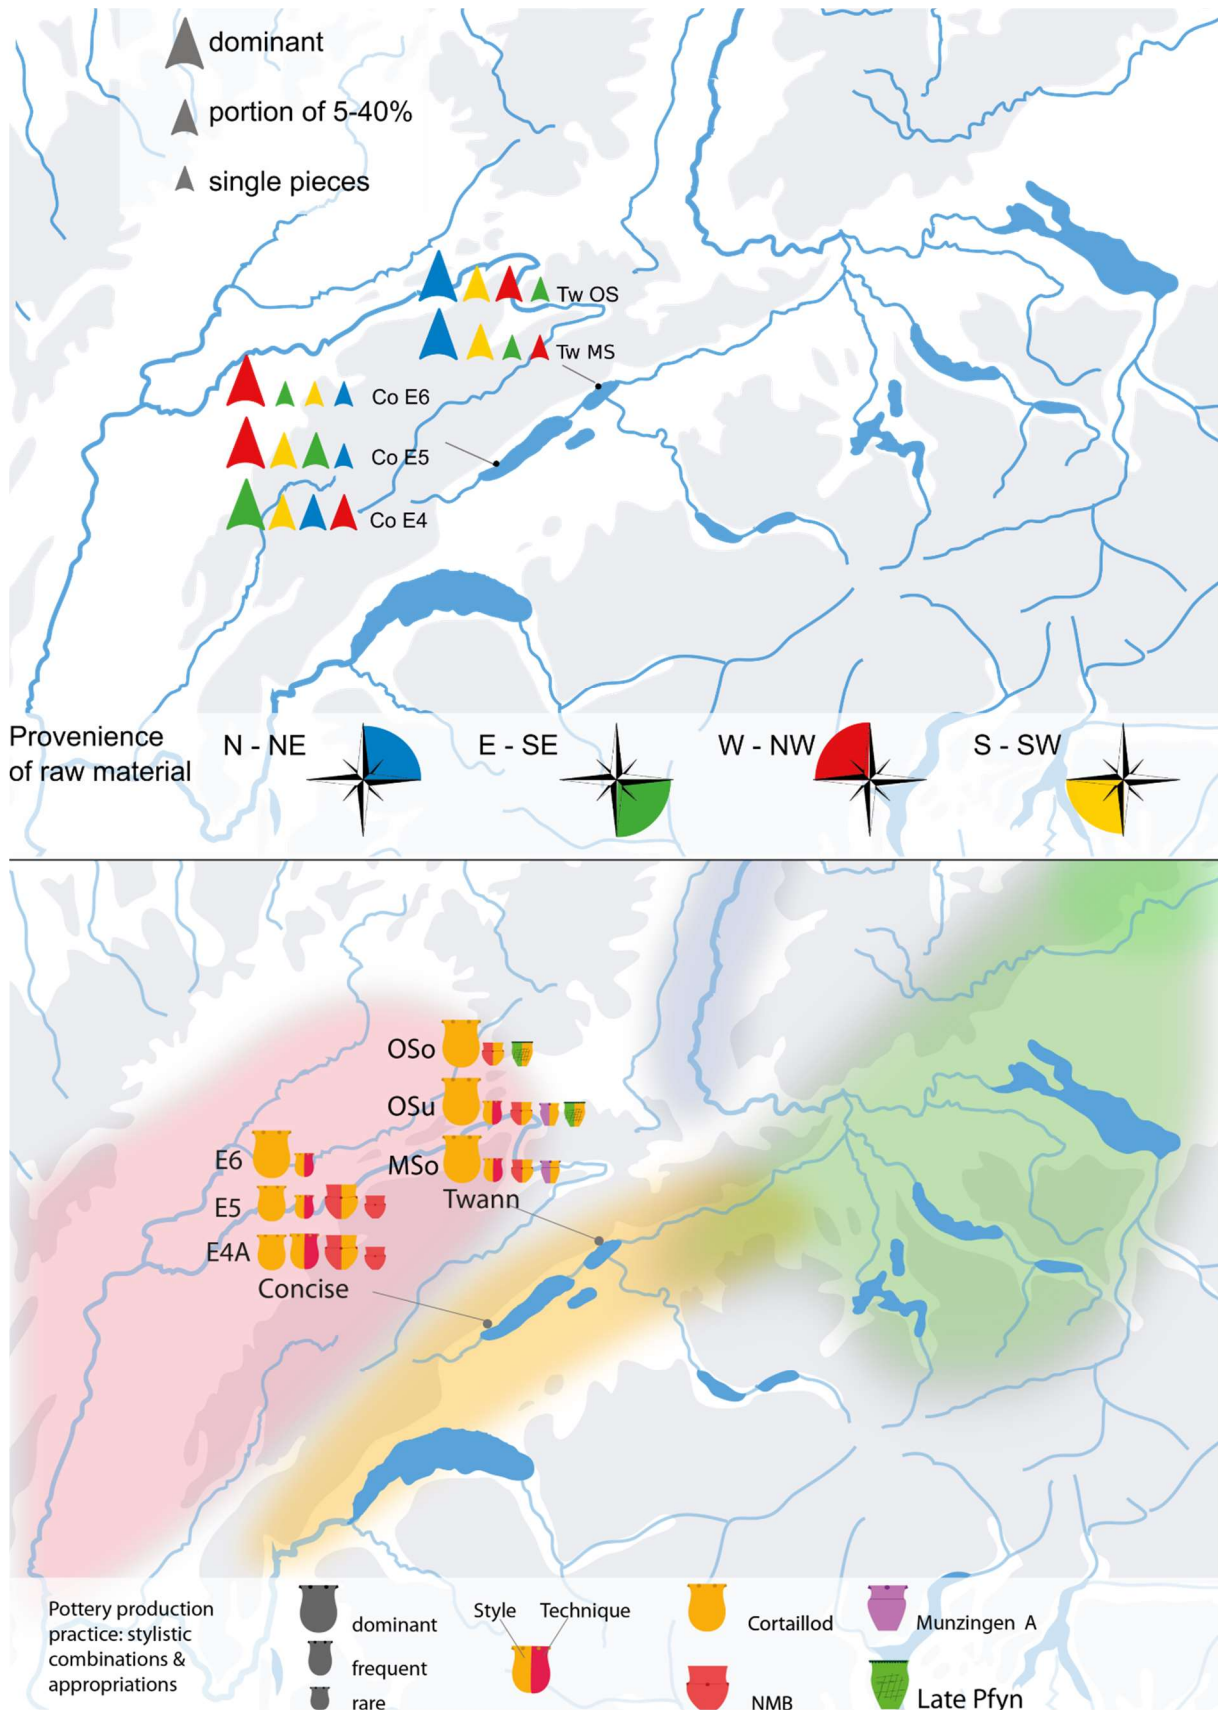 dominant
portion of 5-40%
single pieces
Tw OS
Tw MS
Co E6
Co E5
Co E4
Provenience
of raw material
N - NE
E - SE
W - NW
S - SW
OSo
OSu
MSo
Twann
E6
E5
E4A
Concise
Pottery production
practice: stylistic
combinations &
appropriations
dominant
frequent
rare
Style Technique
Cortaillod
NMB
Munzingen A
Late Pfyn